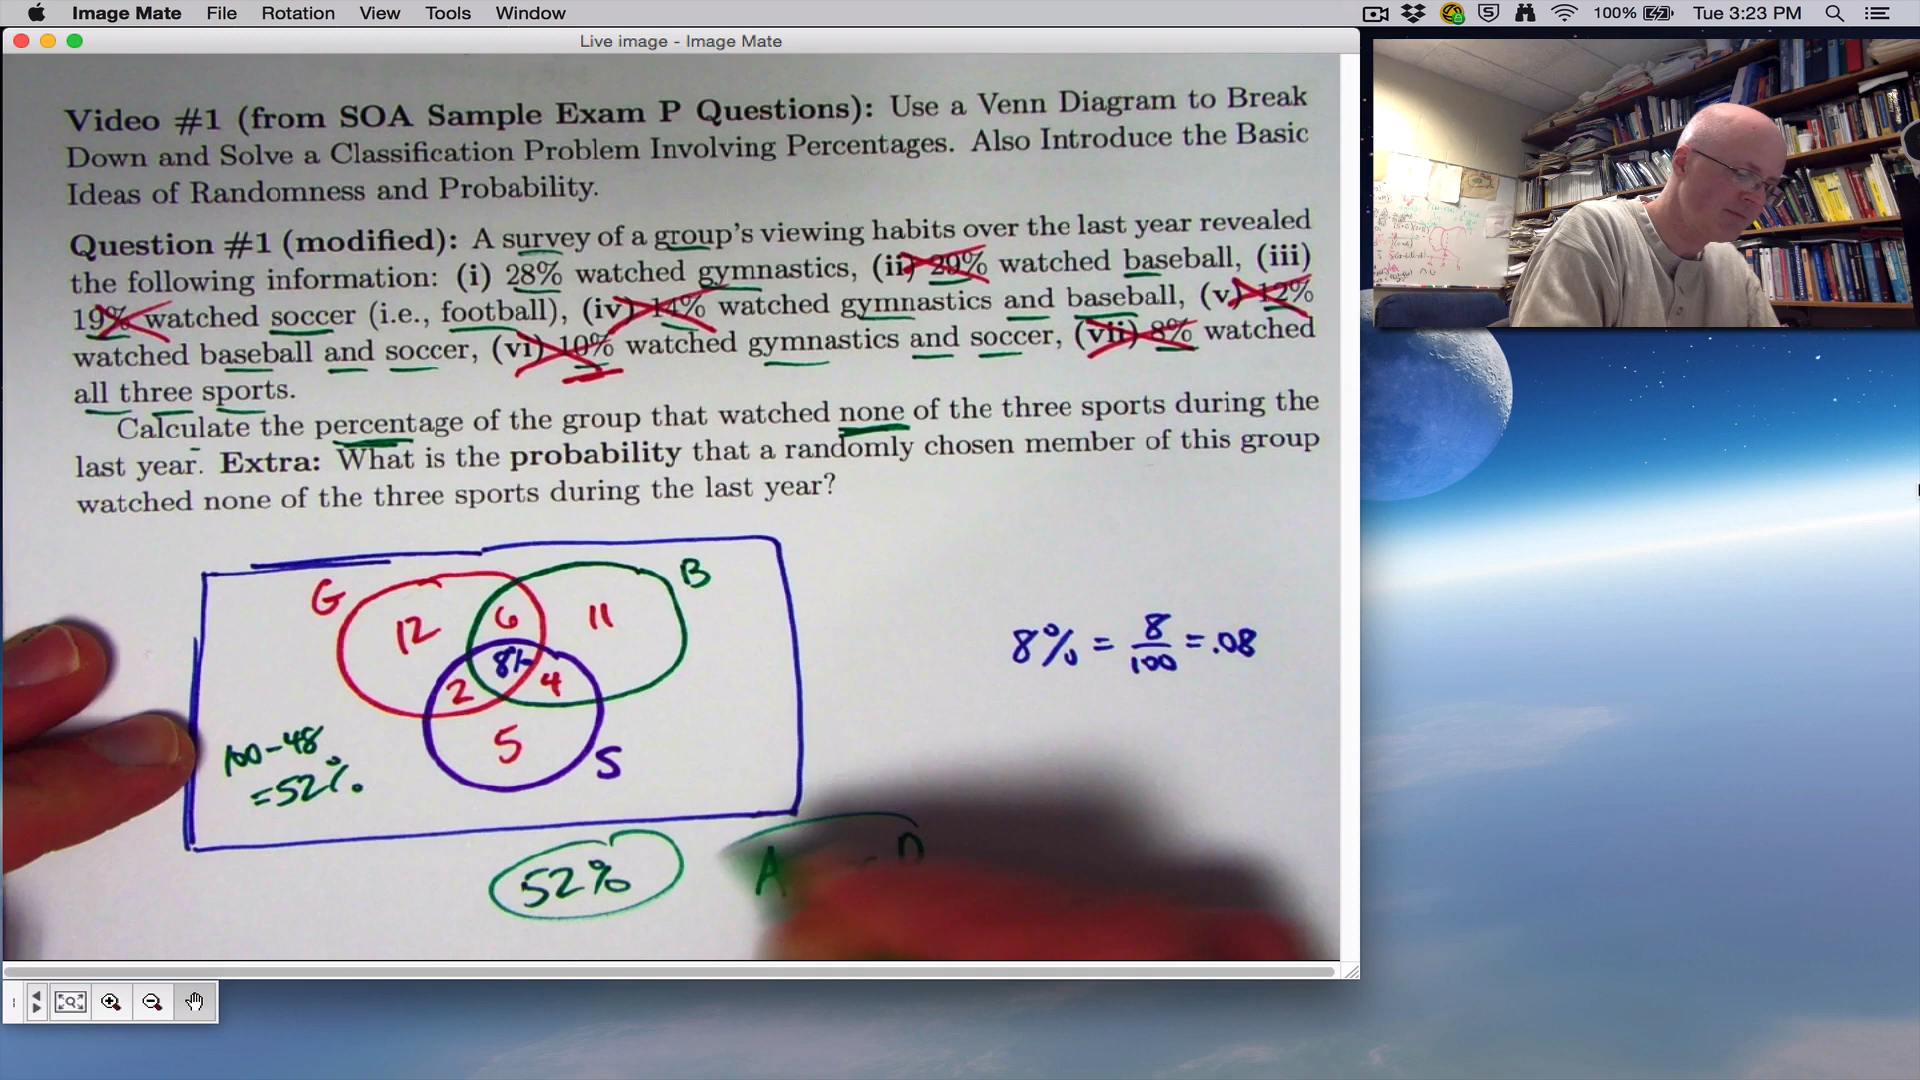 Image Mate File Rotation View Tools Window
100% Tue 3:23 PM
Live image - Image Mate
Video #1 (from SOA Sample Exam P Questions): Use a Venn Diagram to Break
Down and Solve a Classification Problem Involving Percentages. Also Introduce the Basic
Ideas of Randomness and Probability.
Question #1 (modified): A survey of a group's viewing habits over the last year revealed
the following information: (i) 28% watched gymnastics, (ii) 29% watched baseball, (iii)
19% watched soccer (i.e., football), (iv) 14% watched gymnastics and baseball, (v) 12%
watched baseball and soccer, (vi) 10% watched gymnastics and soccer, (vii) 8% watched
all three sports.
Calculate the percentage of the group that watched none of the three sports during the
last year. Extra: What is the probability that a randomly chosen member of this group
watched none of the three sports during the last year?
G
B
12
6
11
8%
2
4
5
S
100-48
=52%
8% = 8/100 = .08
52%
A
D